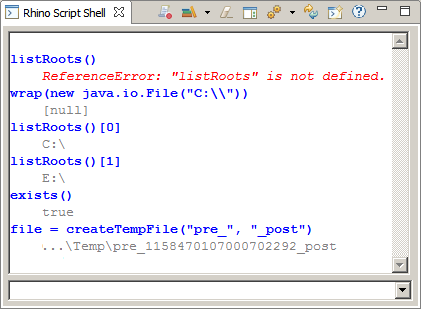 Rhino Script Shell
listRoots()
ReferenceError: "listRoots" is not defined.
wrap(new java.io.File("C:\\"))
[null]
listRoots()[0]
C:\
listRoots()[1]
E:\
exists()
true
file = createTempFile("pre_", "_post")
...\Temp\pre_1158470107000702292_post